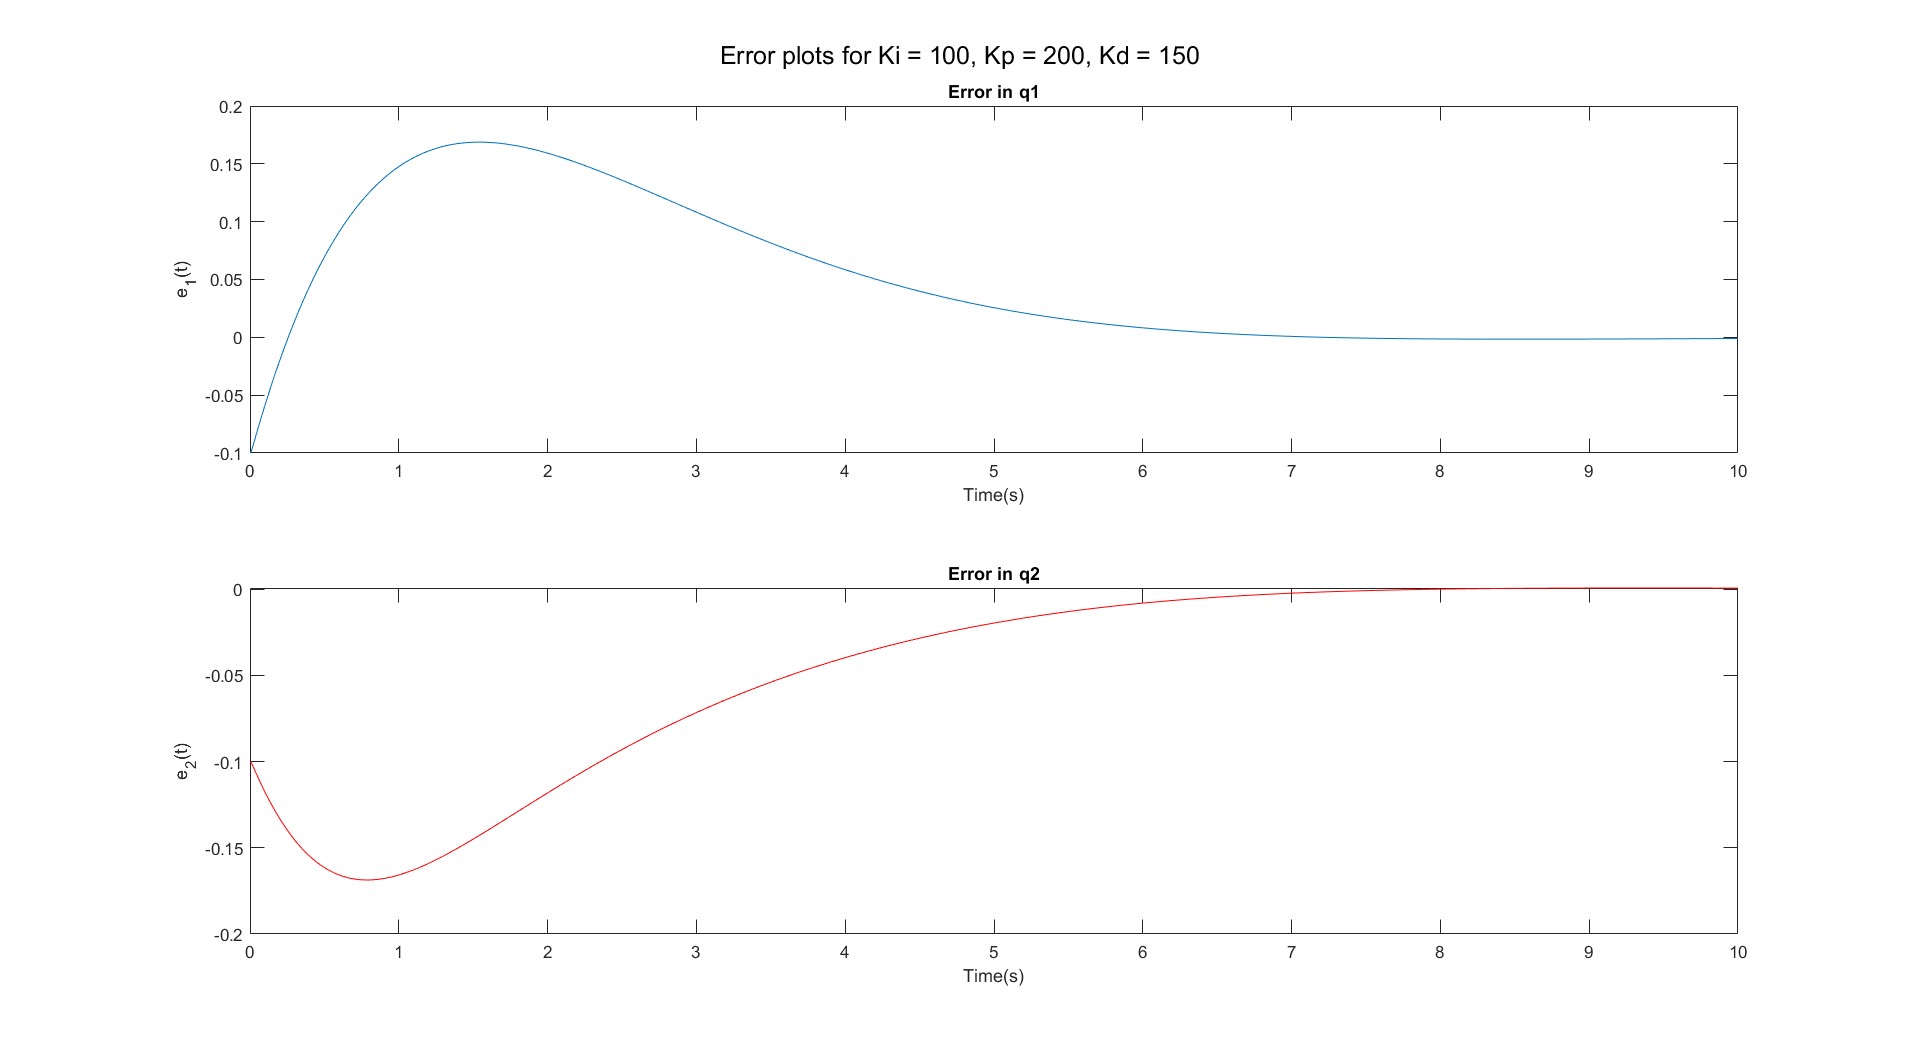 Error plots for Ki = 100, Kp = 200, Kd = 150
Error in q1
0.2
0.15
0.1
0.05
0
-0.05
-0.1
e1(t)
0 1 2 3 4 5 6 7 8 9 10
Time(s)
Error in q2
0
-0.05
-0.1
-0.15
-0.2
e2(t)
0 1 2 3 4 5 6 7 8 9 10
Time(s)